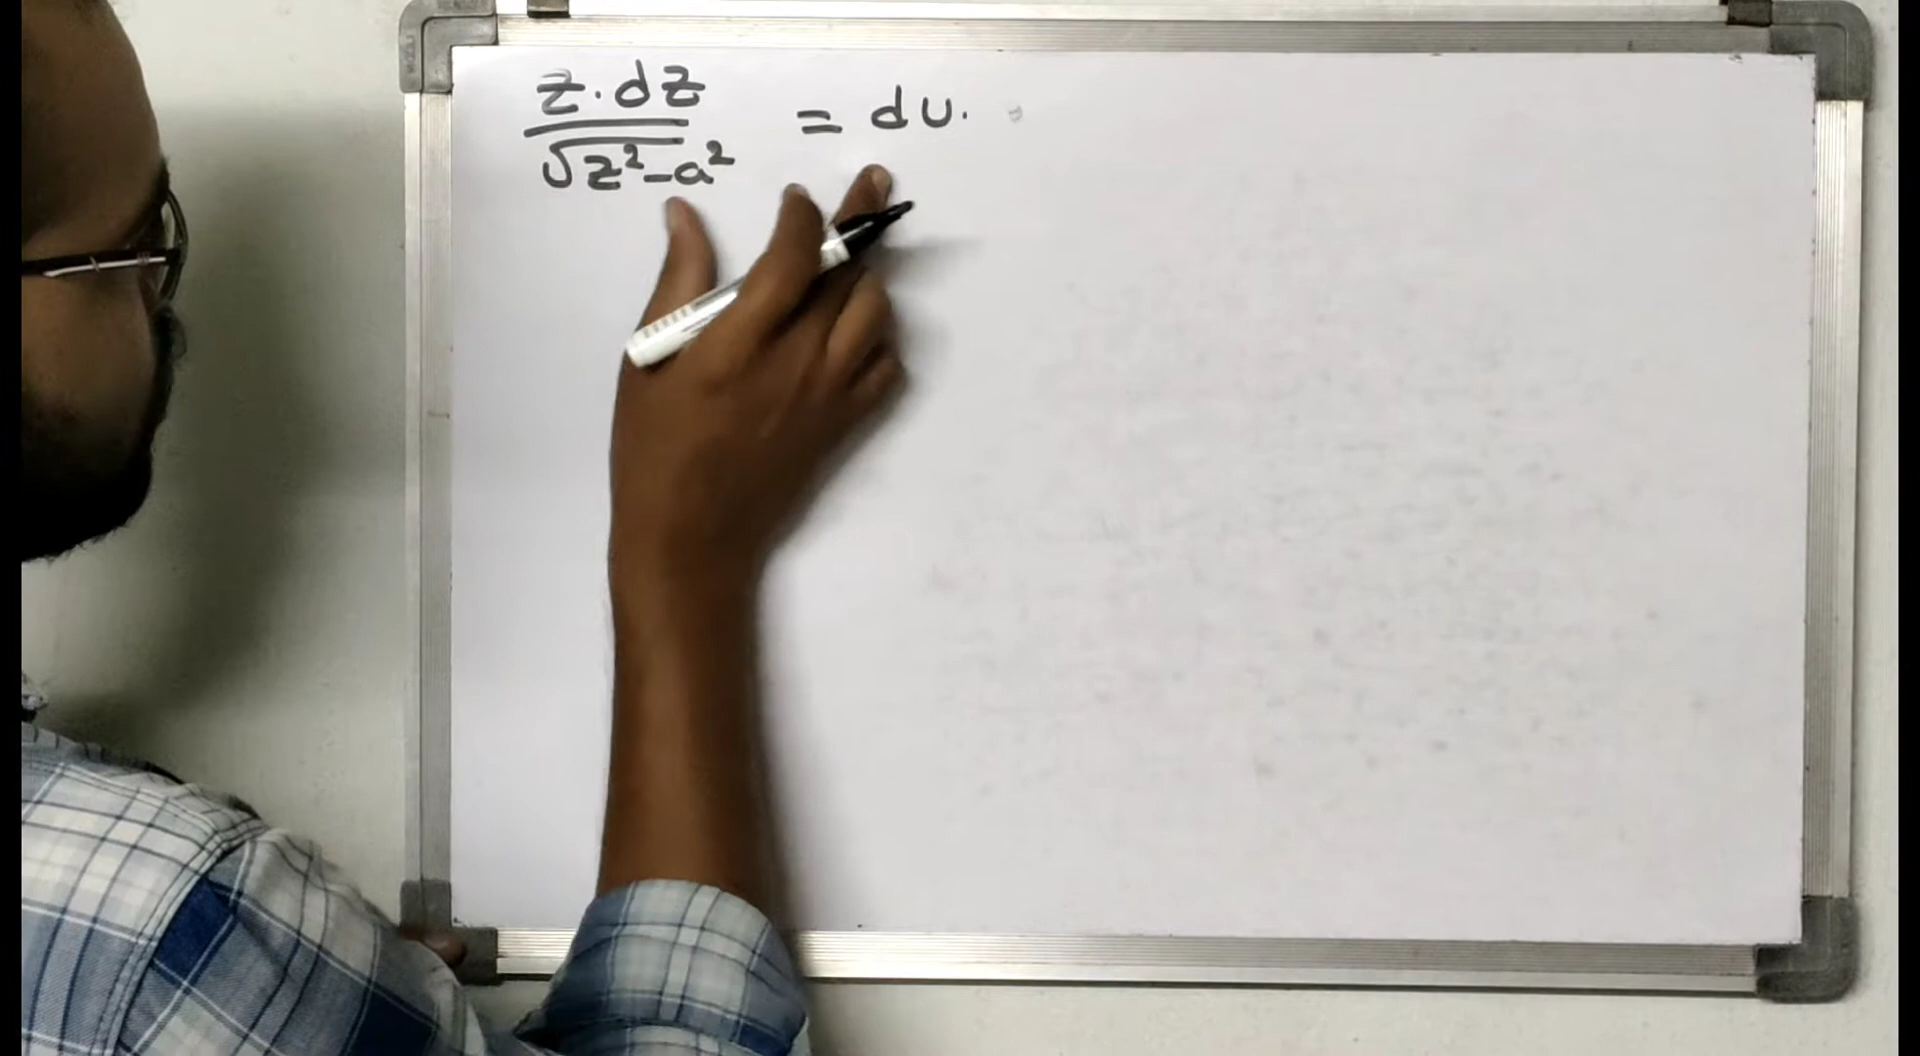 z.dz / √z²-a² = du.